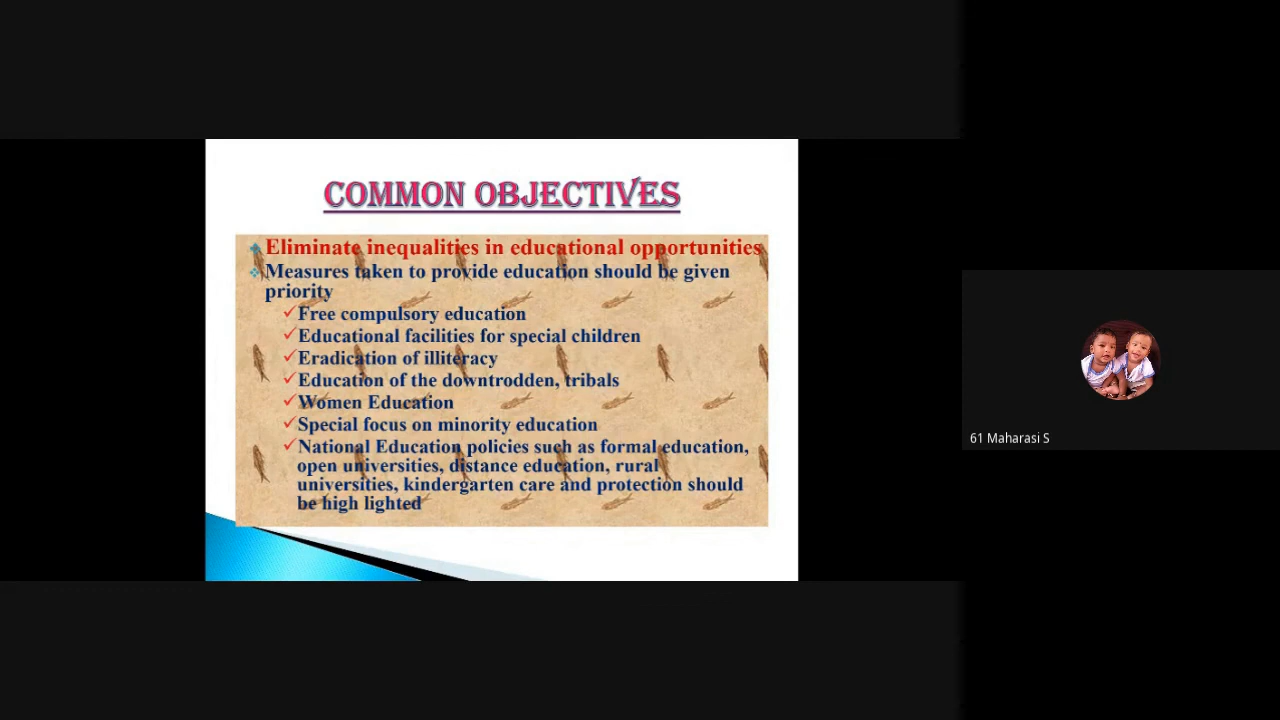 COMMON OBJECTIVES
Eliminate inequalities in educational opportunities
Measures taken to provide education should be given
priority
Free compulsory education
Educational facilities for special children
Eradication of illiteracy
Education of the downtrodden, tribals
Women Education
Special focus on minority education
National Education policies such as formal education,
open universities, distance education, rural
universities, kindergarten care and protection should
be high lighted
61 Maharasi S